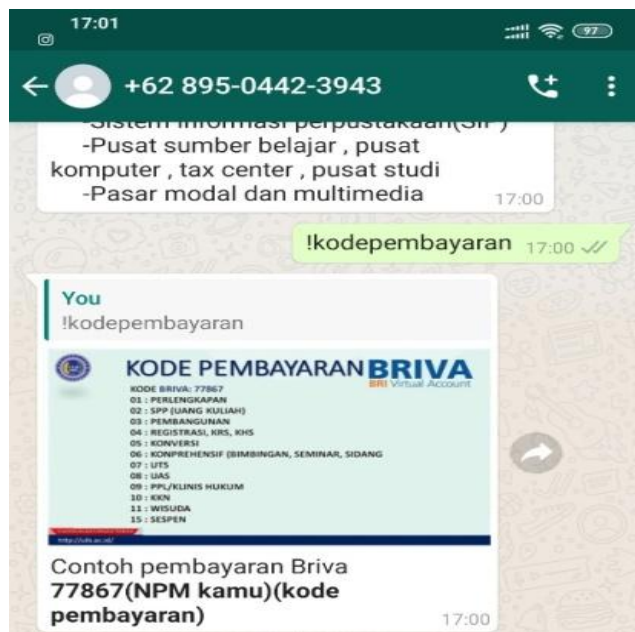 17:01
97
+62 895-0442-3943
-Sistem informasi perpustakaan(SIP)
-Pusat sumber belajar , pusat
komputer , tax center , pusat studi
-Pasar modal dan multimedia 17:00
!kodepembayaran 17:00
You
!kodepembayaran
KODE PEMBAYARAN BRIVA
BRI Virtual Account
KODE BRIVA: 77867
01 : PERLENGKAPAN
02 : SPP (UANG KULIAH)
03 : PEMBANGUNAN
04 : REGISTRASI, KRS, KHS
05 : KONVERSI
06 : KONPREHENSIF (BIMBINGAN, SEMINAR, SIDANG
07 : UTS
08 : UAS
09 : PPL/KLINIS HUKUM
10 : KKN
11 : WISUDA
15 : SESPEN
Contoh pembayaran Briva
77867(NPM kamu)(kode
pembayaran) 17:00